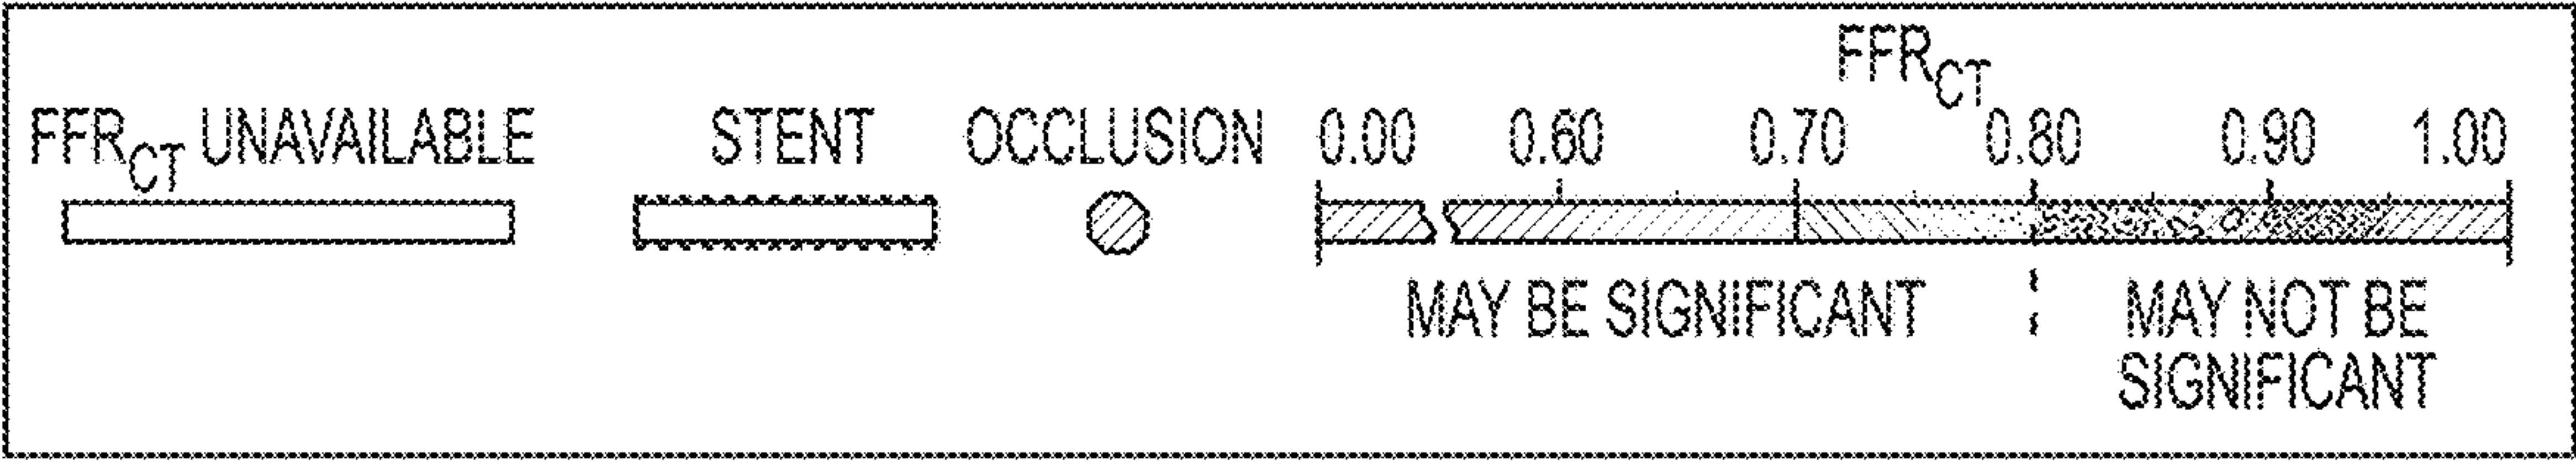 FFRCT
FFRCT UNAVAILABLE STENT OCCLUSION 0.00 0.60 0.70 0.80 0.90 1.00
MAY BE SIGNIFICANT MAY NOT BE
SIGNIFICANT